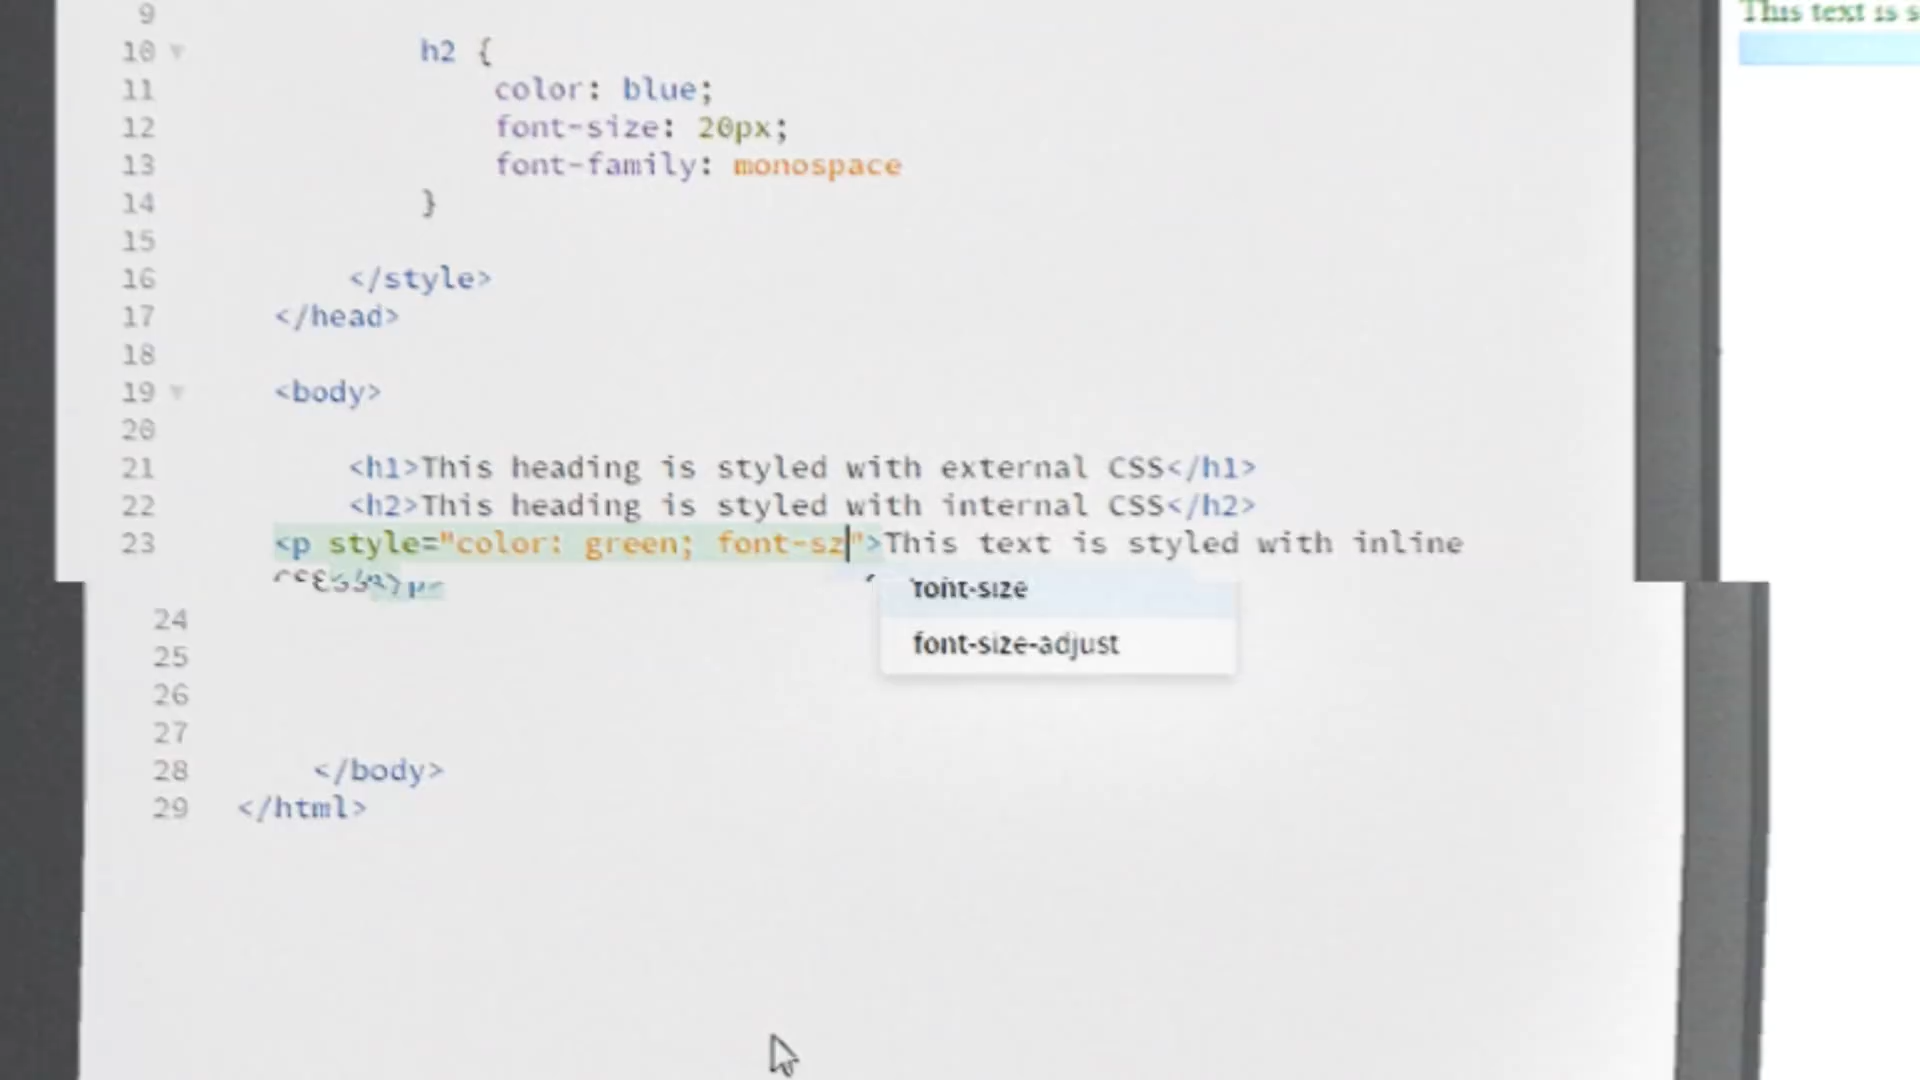 9
10 h2 {
11 color: blue;
12 font-size: 20px;
13 font-family: monospace
14 }
15
16 </style>
17 </head>
18
19 <body>
20
21 <h1>This heading is styled with external CSS</h1>
22 <h2>This heading is styled with internal CSS</h2>
23 <p style="color: green; font-sz">This text is styled with inline
font-size
24
font-size-adjust
25
26
27
28 </body>
29 </html>
This text is s